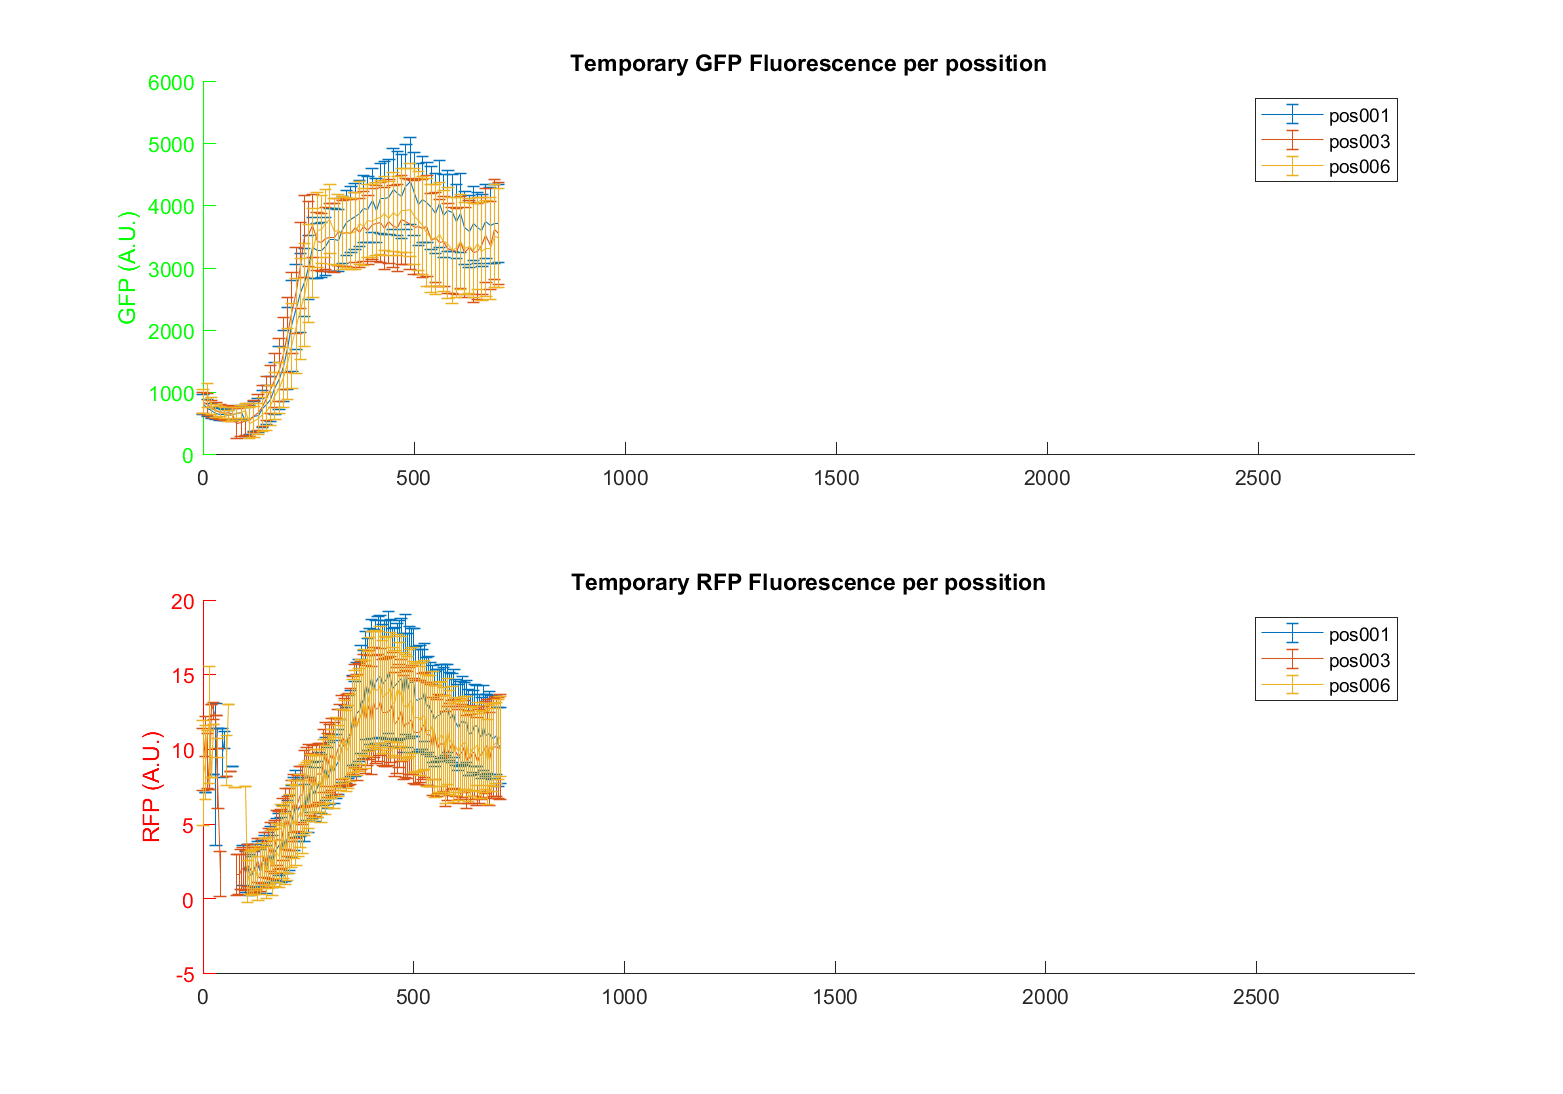 Temporary GFP Fluorescence per possition
6000
5000
4000
3000
2000
1000
0
GFP (A.U.)
0 500 1000 1500 2000 2500
pos001
pos003
pos006
Temporary RFP Fluorescence per possition
20
15
10
5
0
-5
RFP (A.U.)
0 500 1000 1500 2000 2500
pos001
pos003
pos006